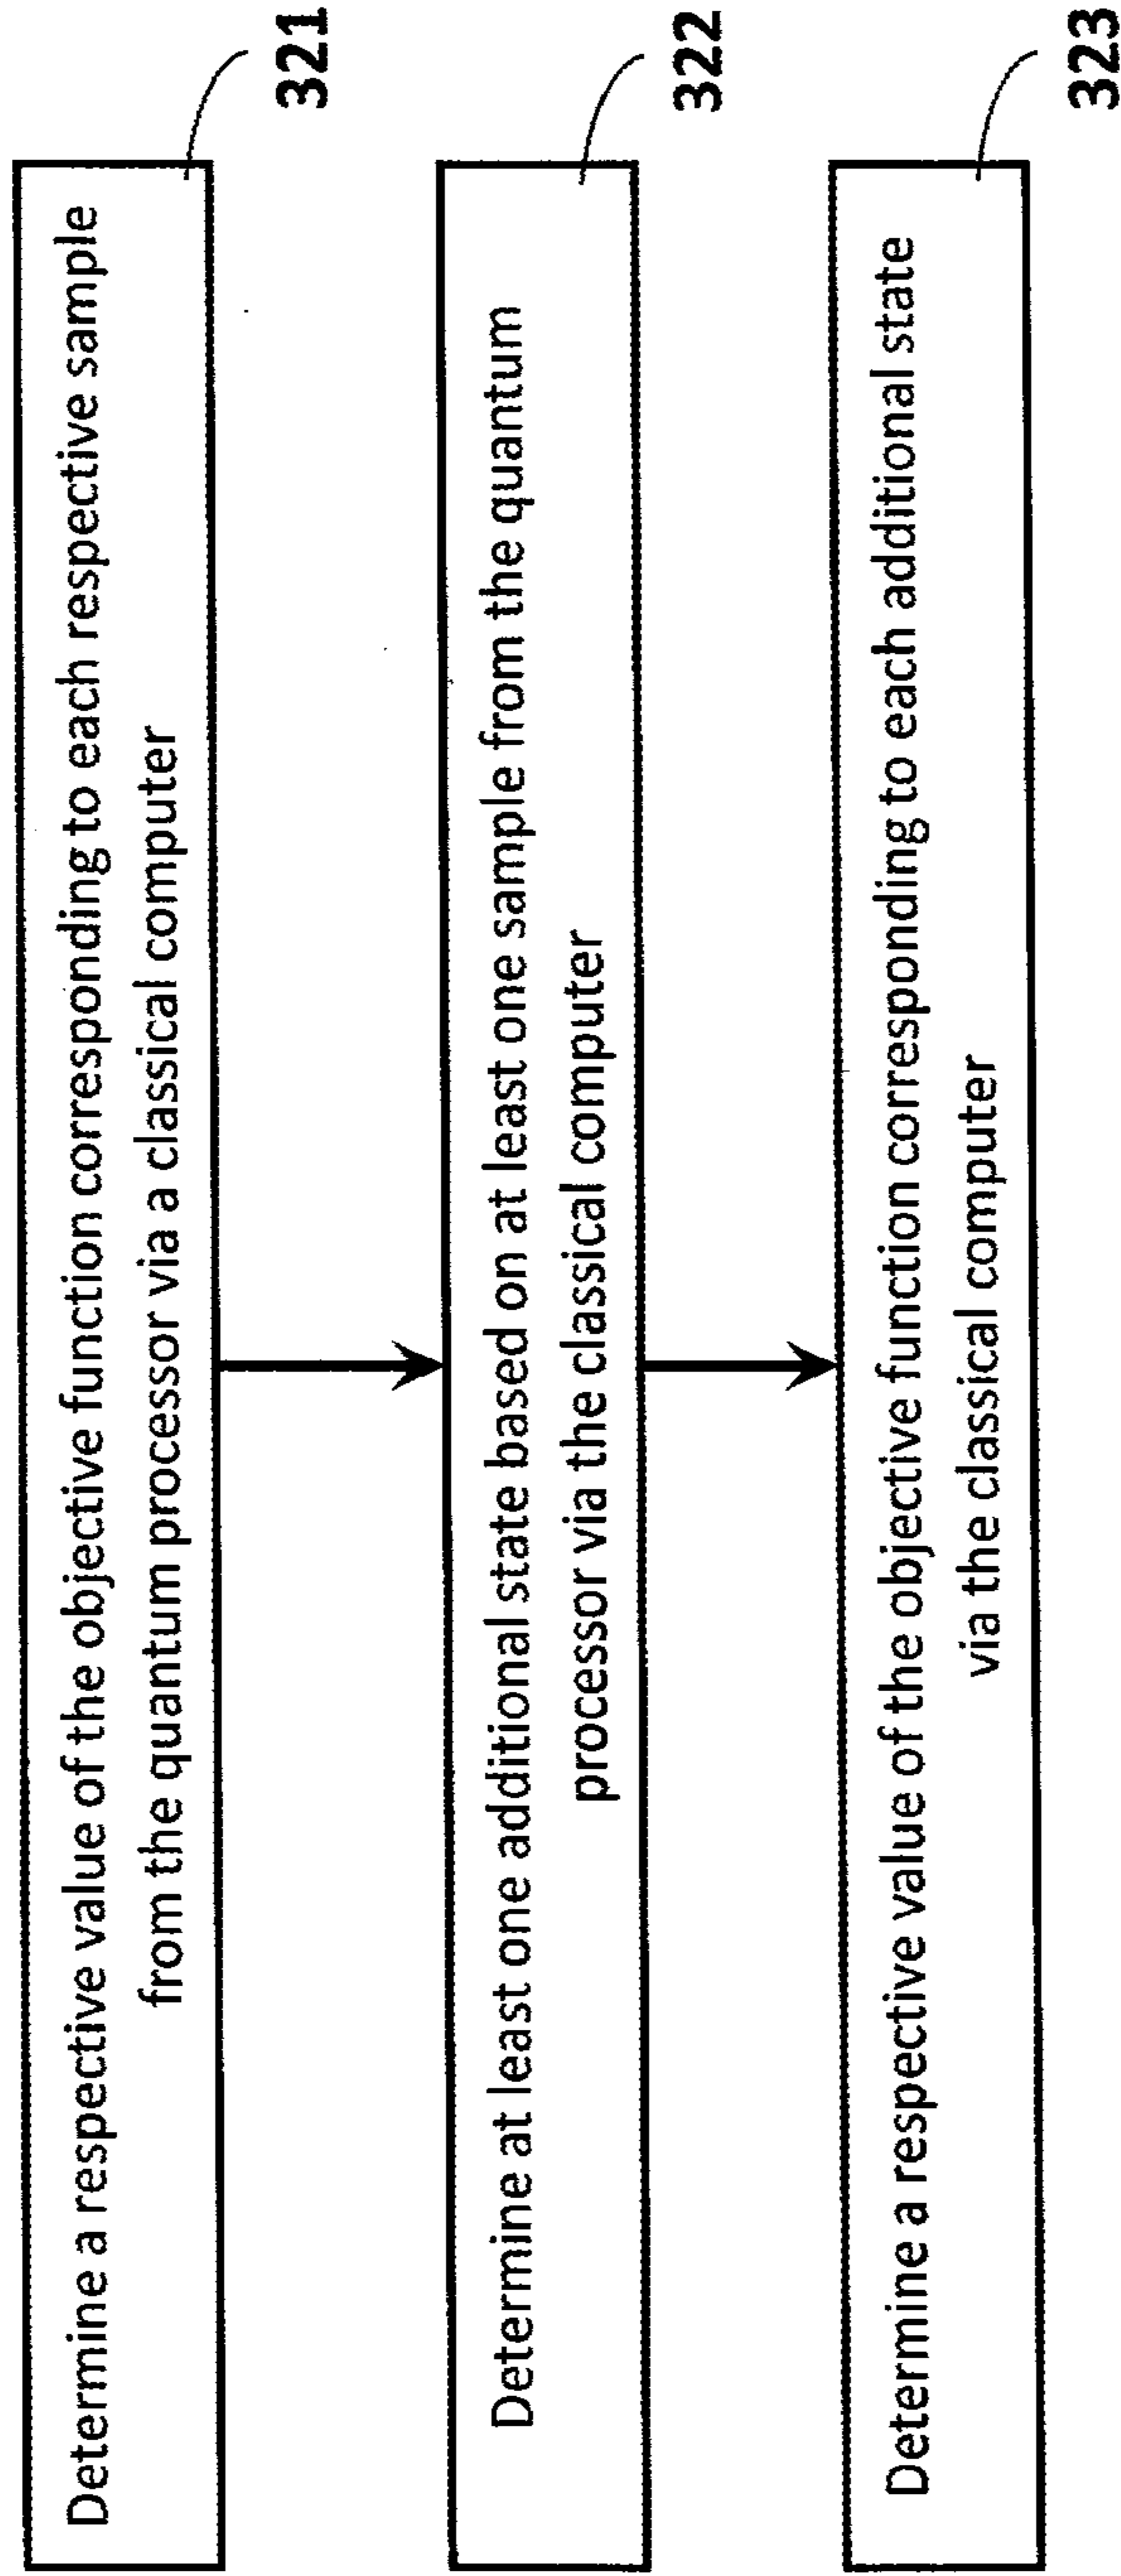 Determine a respective value of the objective function corresponding to each respective sample
from the quantum processor via a classical computer
321
Determine at least one additional state based on at least one sample from the quantum
processor via the classical computer
322
Determine a respective value of the objective function corresponding to each additional state
via the classical computer
323